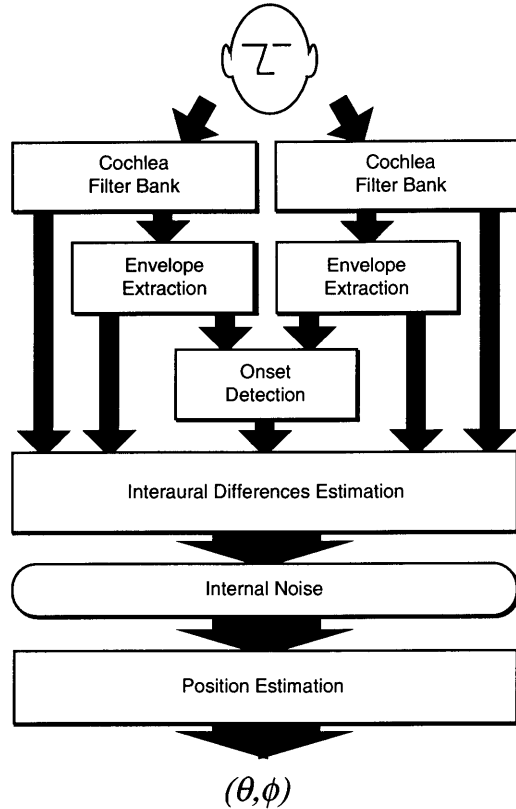 Cochlea
Filter Bank
Cochlea
Filter Bank
Envelope
Extraction
Envelope
Extraction
Onset
Detection
Interaural Differences Estimation
Internal Noise
Position Estimation
(θ,ϕ)